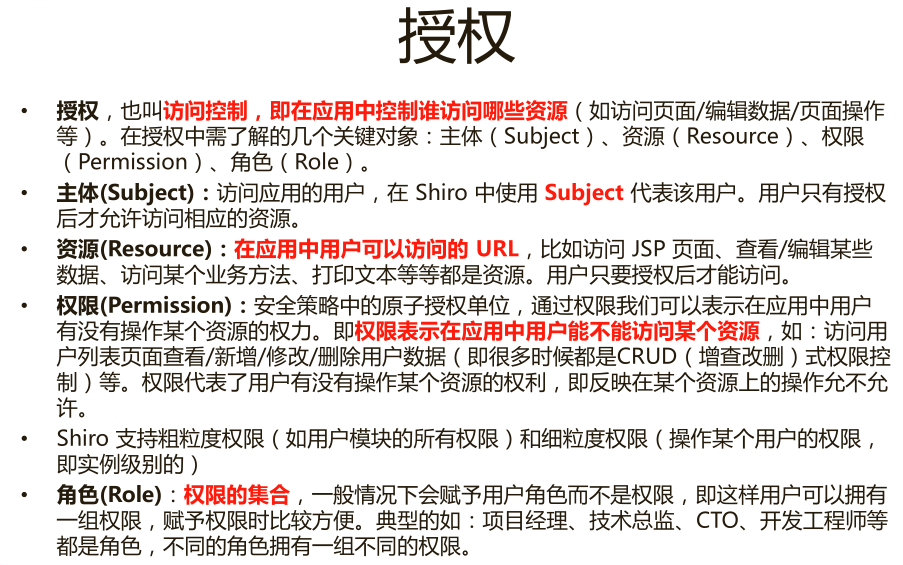 授权
• 授权，也叫访问控制，即在应用中控制谁访问哪些资源（如访问页面/编辑数据/页面操作
等）。在授权中需了解的几个关键对象：主体（Subject）、资源（Resource）、权限
（Permission）、角色（Role）。
• 主体(Subject)：访问应用的用户，在 Shiro 中使用 Subject 代表该用户。用户只有授权
后才允许访问相应的资源。
• 资源(Resource)：在应用中用户可以访问的 URL，比如访问 JSP 页面、查看/编辑某些
数据、访问某个业务方法、打印文本等等都是资源。用户只要授权后才能访问。
• 权限(Permission)：安全策略中的原子授权单位，通过权限我们可以表示在应用中用户
有没有操作某个资源的权力。即权限表示在应用中用户能不能访问某个资源，如：访问用
户列表页面查看/新增/修改/删除用户数据（即很多时候都是CRUD（增查改删）式权限控
制）等。权限代表了用户有没有操作某个资源的权利，即反映在某个资源上的操作允不允
许。
• Shiro 支持粗粒度权限（如用户模块的所有权限）和细粒度权限（操作某个用户的权限，
即实例级别的）
• 角色(Role)：权限的集合，一般情况下会赋予用户角色而不是权限，即这样用户可以拥有
一组权限，赋予权限时比较方便。典型的如：项目经理、技术总监、CTO、开发工程师等
都是角色，不同的角色拥有一组不同的权限。